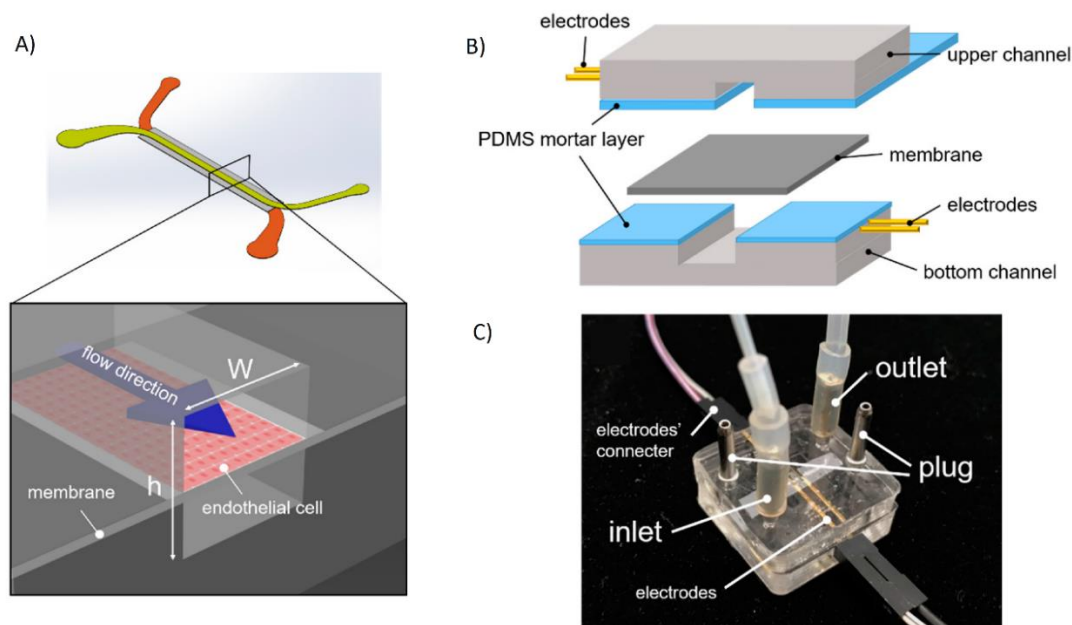 A)
flow direction
W
h
membrane
endothelial cell
B)
electrodes
upper channel
PDMS mortar layer
membrane
electrodes
bottom channel
C)
outlet
electrodes'
connecter
plug
inlet
electrodes